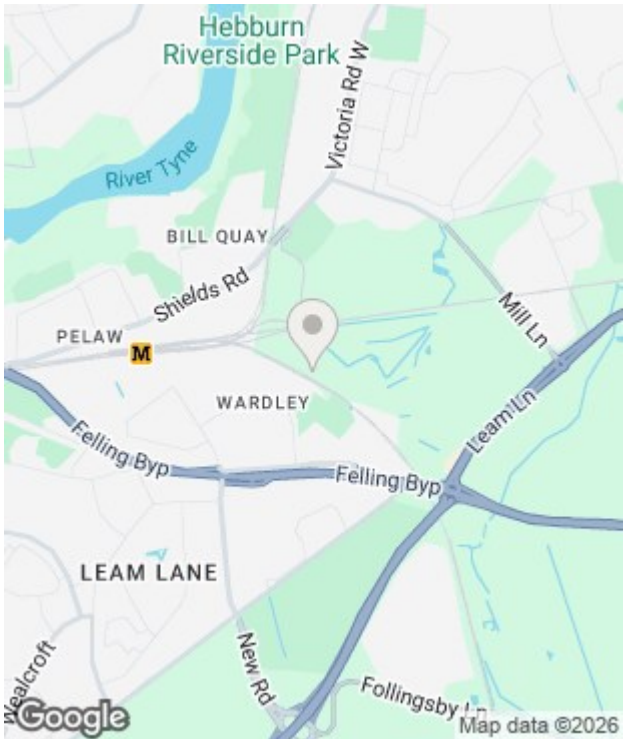 Hebburn
Riverside Park
Victoria Rd W
River Tyne
BILL QUAY
Shields Rd
Mill Ln
PELAW
M
WARDLEY
Leam Ln
Felling Byp
Felling Byp
LEAM LANE
New Rd
Follingsby Ln
Google
Map data ©2026